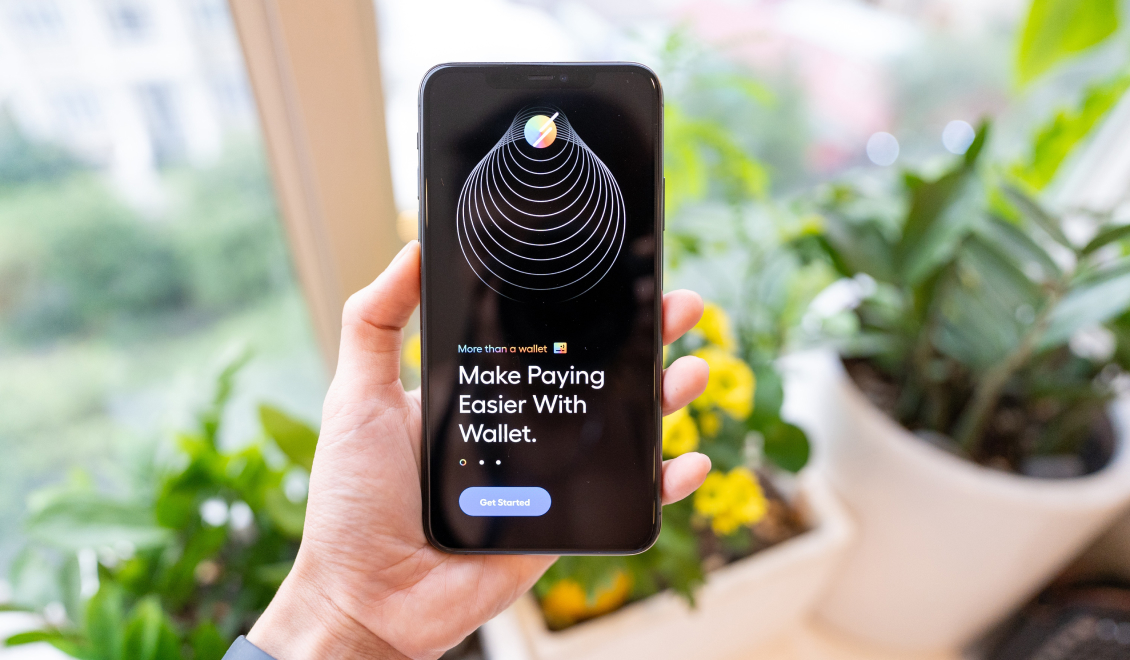 More than a wallet
Make Paying
Easier With
Wallet.
Get Started